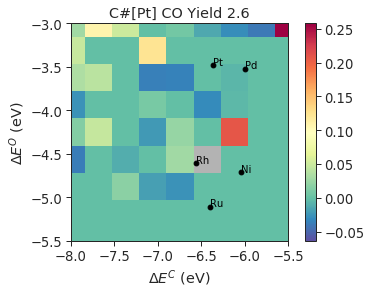 C#[Pt] CO Yield 2.6
−3.0
−3.5
−4.0
−4.5
−5.0
−5.5
ΔE^O (eV)
Pt
Pd
Rh
Ni
Ru
−8.0 −7.5 −7.0 −6.5 −6.0 −5.5
ΔE^C (eV)
0.25
0.20
0.15
0.10
0.05
0.00
−0.05